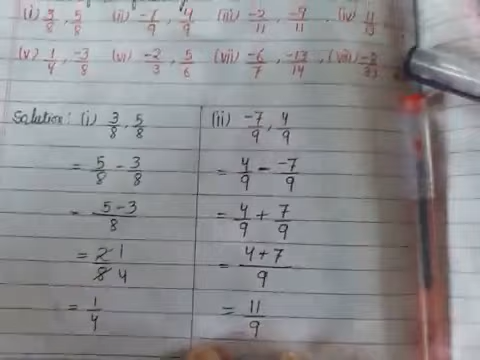 (i) 3/8, 5/8 (ii) -7/9, 4/9 (iii) -2/11, -9/11 (iv) 11/13
(v) 1/4, -3/8 (vi) -2/3, 5/6 (vii) -6/7, -13/14, (viii)
Solution: (i) 3/8, 5/8
= 5/8 - 3/8
= 5-3/8
= 2 1/8 4
= 1/4
(ii) -7/9, 4/9
= 4/9 - -7/9
= 4/9 + 7/9
= 4+7/9
= 11/9